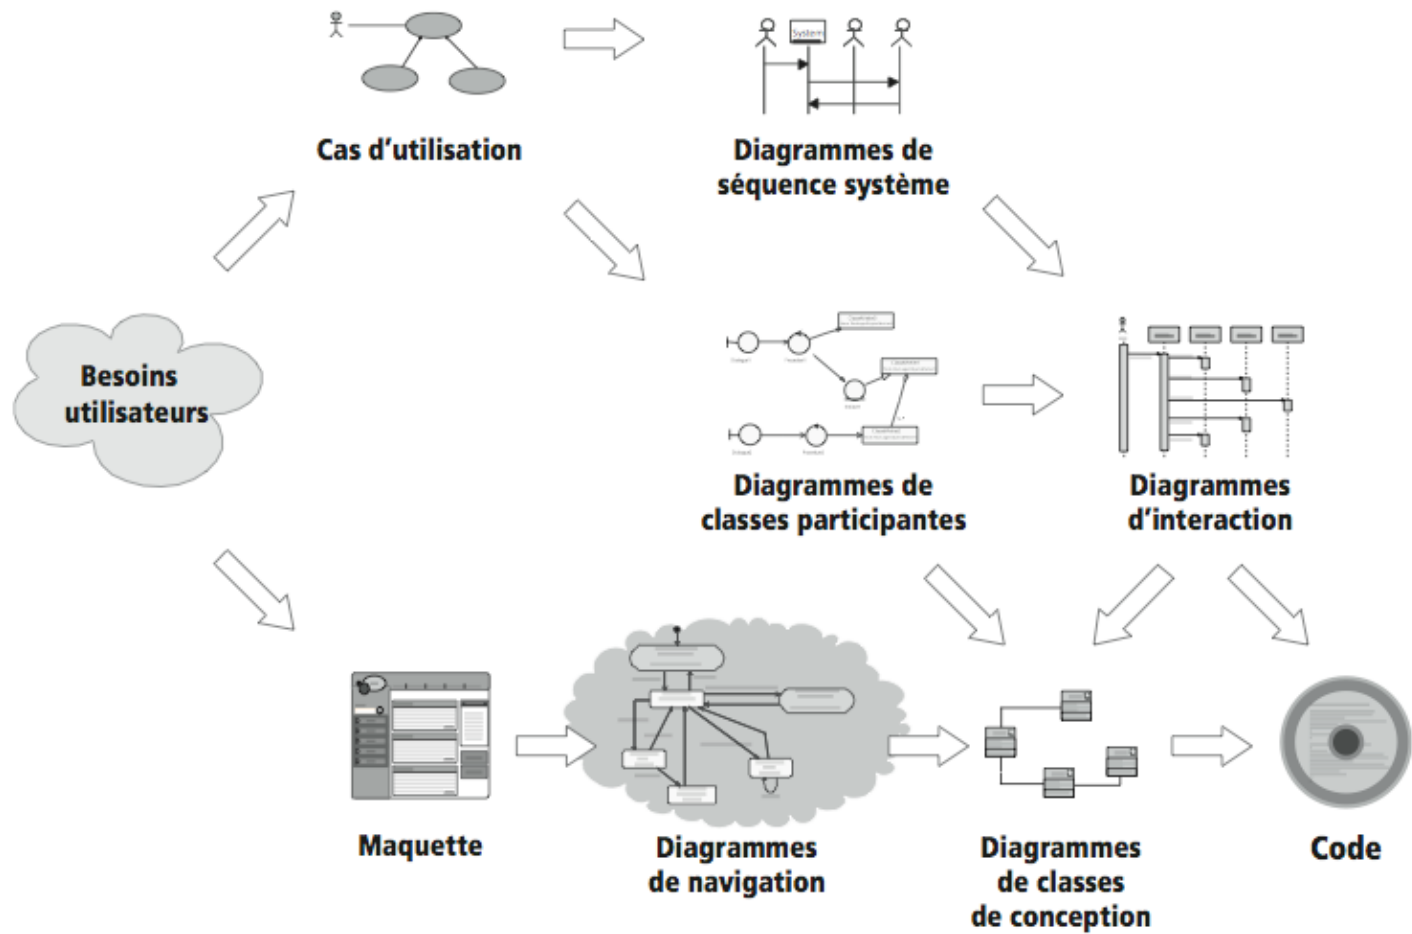 System
Cas d'utilisation
Diagrammes de
séquence système
Besoins
utilisateurs
Diagrammes de
classes participantes
Diagrammes
d'interaction
Maquette
Diagrammes
de navigation
Diagrammes
de classes
de conception
Code